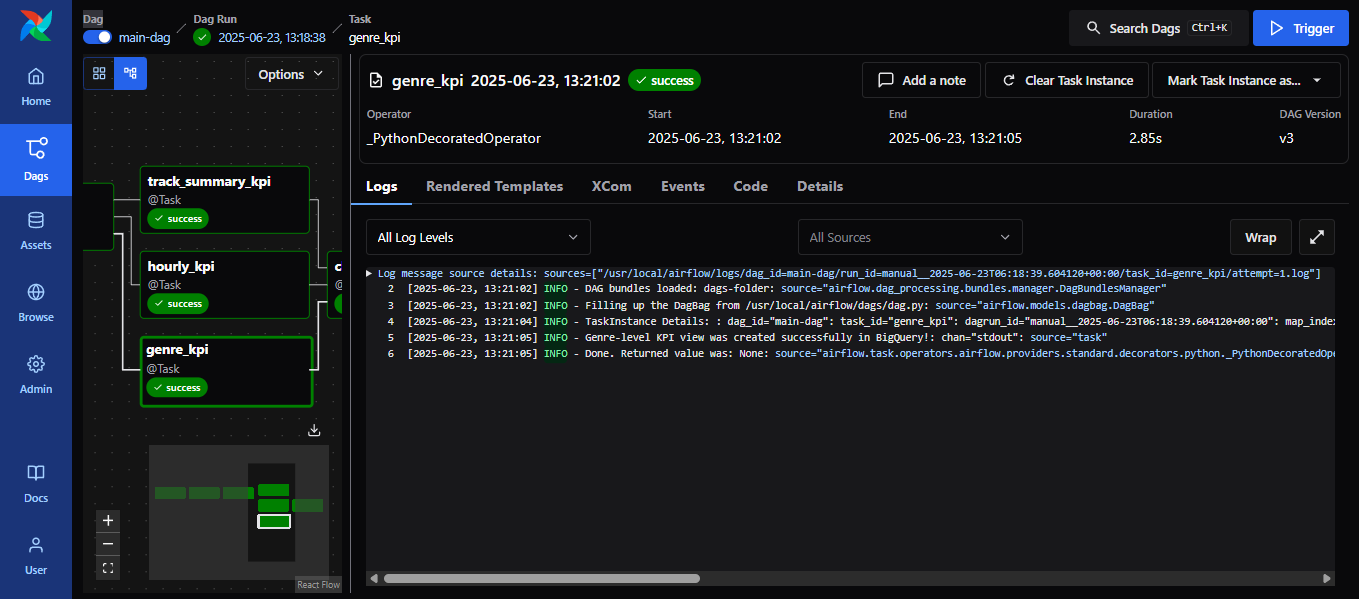 Dag
main-dag
Dag Run
2025-06-23, 13:18:38
Task
genre_kpi
Search Dags Ctrl+K
Trigger
Home
Dags
Assets
Browse
Admin
Docs
User
Options
track_summary_kpi
@Task
success
hourly_kpi
@Task
success
genre_kpi
@Task
success
React Flow
genre_kpi 2025-06-23, 13:21:02 success
Add a note
Clear Task Instance
Mark Task Instance as...
Operator Start End Duration DAG Version
_PythonDecoratedOperator 2025-06-23, 13:21:02 2025-06-23, 13:21:05 2.85s v3
Logs Rendered Templates XCom Events Code Details
All Log Levels All Sources Wrap
Log message source details: sources=["/usr/local/airflow/logs/dag_id=main-dag/run_id=manual__2025-06-23T06:18:39.604120+00:00/task_id=genre_kpi/attempt=1.log"]
2 [2025-06-23, 13:21:02] INFO - DAG bundles loaded: dags-folder: source="airflow.dag_processing.bundles.manager.DagBundlesManager"
3 [2025-06-23, 13:21:02] INFO - Filling up the DagBag from /usr/local/airflow/dags/dag.py: source="airflow.models.dagbag.DagBag"
4 [2025-06-23, 13:21:04] INFO - TaskInstance Details: : dag_id="main-dag": task_id="genre_kpi": dagrun_id="manual__2025-06-23T06:18:39.604120+00:00": map_index
5 [2025-06-23, 13:21:05] INFO - Genre-level KPI view was created successfully in BigQuery!: chan="stdout": source="task"
6 [2025-06-23, 13:21:05] INFO - Done. Returned value was: None: source="airflow.task.operators.airflow.providers.standard.decorators.python._PythonDecoratedOpe